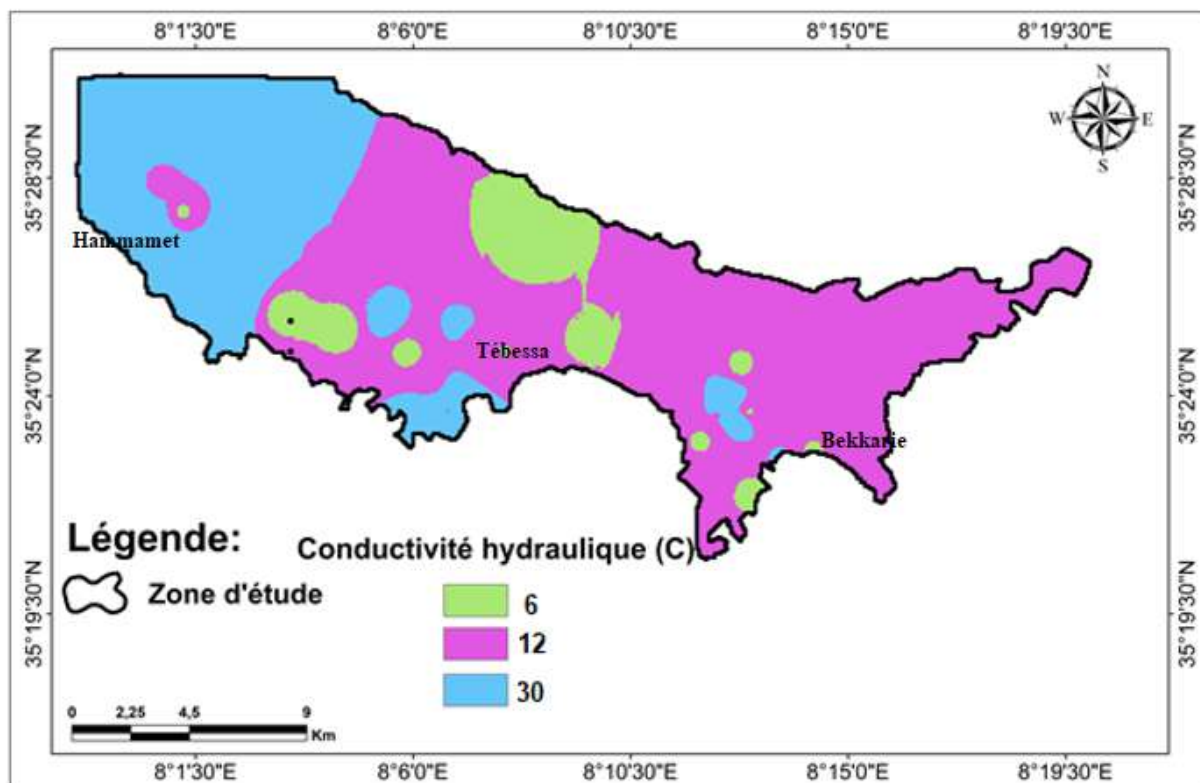 8°1'30"E 8°6'0"E 8°10'30"E 8°15'0"E 8°19'30"E
N
W E
S
35°28'30"N 35°28'30"N
Hammamet
Tébessa
35°24'0"N 35°24'0"N
Bekkarie
Légende:
Conductivité hydraulique (C)
Zone d'étude
6
12
30
35°19'30"N 35°19'30"N
0 2,25 4,5 9
Km
8°1'30"E 8°6'0"E 8°10'30"E 8°15'0"E 8°19'30"E